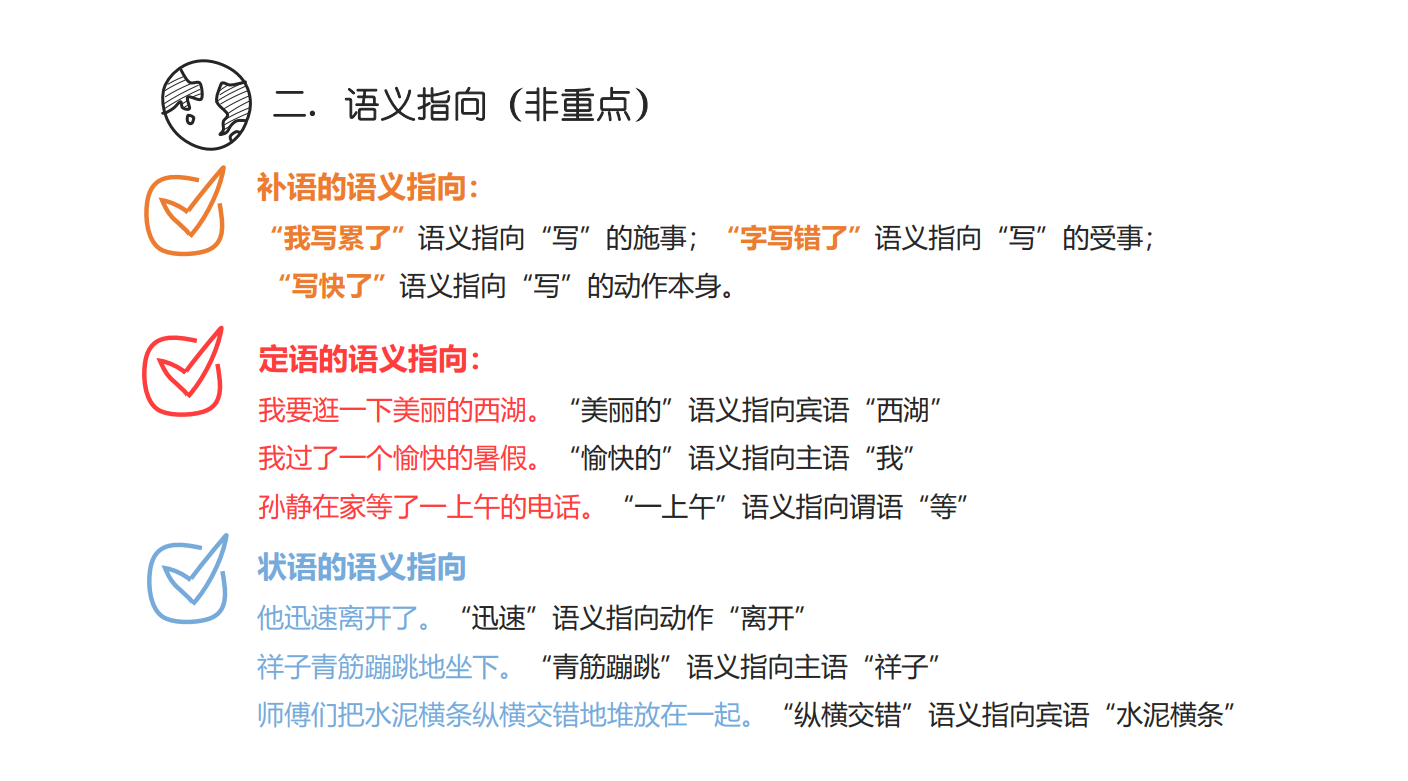 二. 语义指向（非重点）
补语的语义指向：
“我写累了”语义指向“写”的施事；“字写错了”语义指向“写”的受事；
“写快了”语义指向“写”的动作本身。
定语的语义指向：
我要逛一下美丽的西湖。“美丽的”语义指向宾语“西湖”
我过了一个愉快的暑假。“愉快的”语义指向主语“我”
孙静在家等了一上午的电话。“一上午”语义指向谓语“等”
状语的语义指向
他迅速离开了。“迅速”语义指向动作“离开”
祥子青筋蹦跳地坐下。“青筋蹦跳”语义指向主语“祥子”
师傅们把水泥横条纵横交错地堆放在一起。“纵横交错”语义指向宾语“水泥横条”